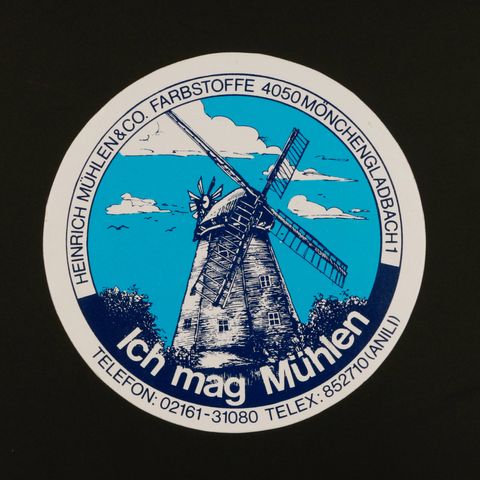 HEINRICH MÜHLEN & CO. FARBSTOFFE 4050 MÖNCHENGLADBACH 1
Ich mag Mühlen
TELEFON: 02161-31080 TELEX: 852710 (ANILI)